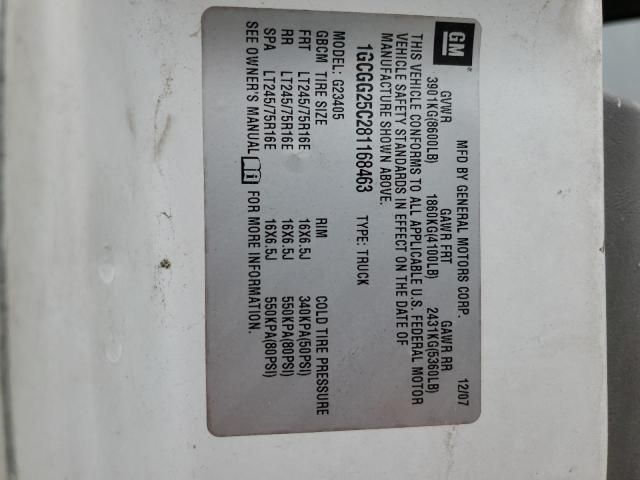 GM
MFD BY GENERAL MOTORS CORP. 12/07
GVWR GAWR FRT GAWR RR
3901KG(8600LB) 1860KG(4100LB) 2431KG(5360LB)
THIS VEHICLE CONFORMS TO ALL APPLICABLE U.S. FEDERAL MOTOR
VEHICLE SAFETY STANDARDS IN EFFECT ON THE DATE OF
MANUFACTURE SHOWN ABOVE.
1GCGG25C281168463 TYPE: TRUCK
MODEL: G23405
GBCM TIRE SIZE RIM COLD TIRE PRESSURE
FRT LT245/75R16E 16X6.5J 340KPA(50PSI)
RR LT245/75R16E 16X6.5J 550KPA(80PSI)
SPA LT245/75R16E 16X6.5J 550KPA(80PSI)
SEE OWNER'S MANUAL FOR MORE INFORMATION.